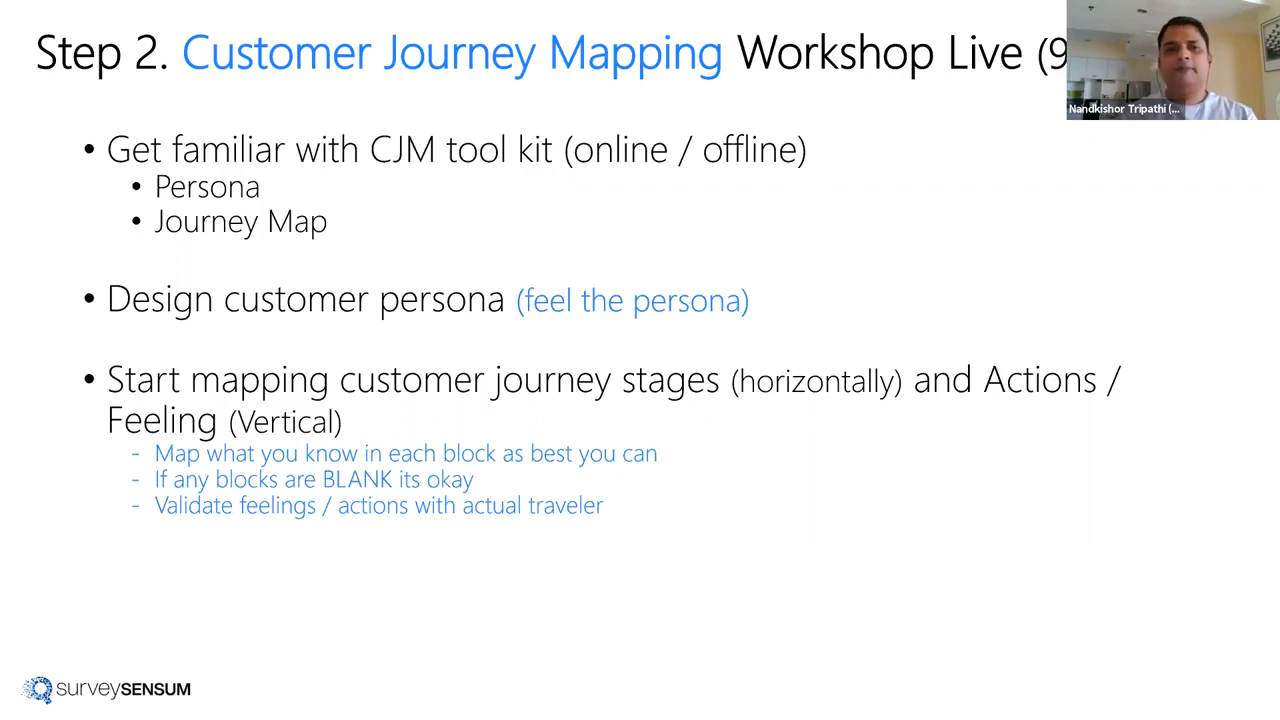 Step 2. Customer Journey Mapping Workshop Live (9
Nandkishor Tripathi (...
• Get familiar with CJM tool kit (online / offline)
• Persona
• Journey Map
• Design customer persona (feel the persona)
• Start mapping customer journey stages (horizontally) and Actions /
Feeling (Vertical)
- Map what you know in each block as best you can
- If any blocks are BLANK its okay
- Validate feelings / actions with actual traveler
surveySENSUM